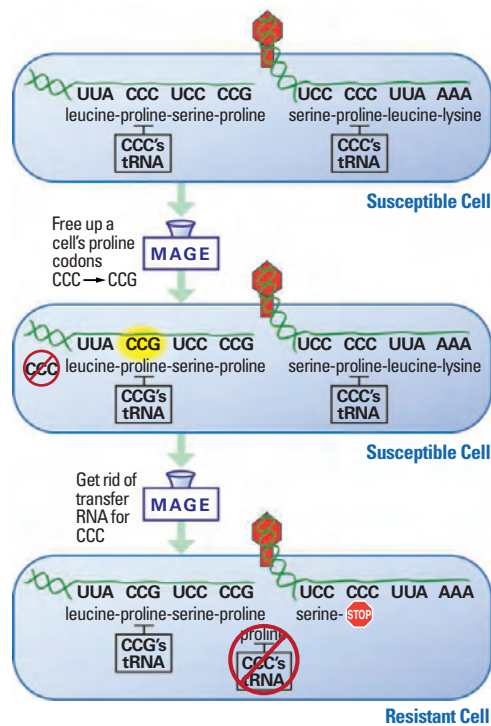 UUA CCC UCC CCG
leucine-proline-serine-proline
CCC's
tRNA
UCC CCC UUA AAA
serine-proline-leucine-lysine
CCC's
tRNA
Susceptible Cell
Free up a
cell's proline
codons
CCC → CCG
MAGE
CCC
UUA CCG UCC CCG
leucine-proline-serine-proline
CCG's
tRNA
UCC CCC UUA AAA
serine-proline-leucine-lysine
CCC's
tRNA
Susceptible Cell
Get rid of
transfer
RNA for
CCC
MAGE
UUA CCG UCC CCG
leucine-proline-serine-proline
CCG's
tRNA
UCC CCC UUA AAA
serine- STOP
proline
CCC's
tRNA
Resistant Cell